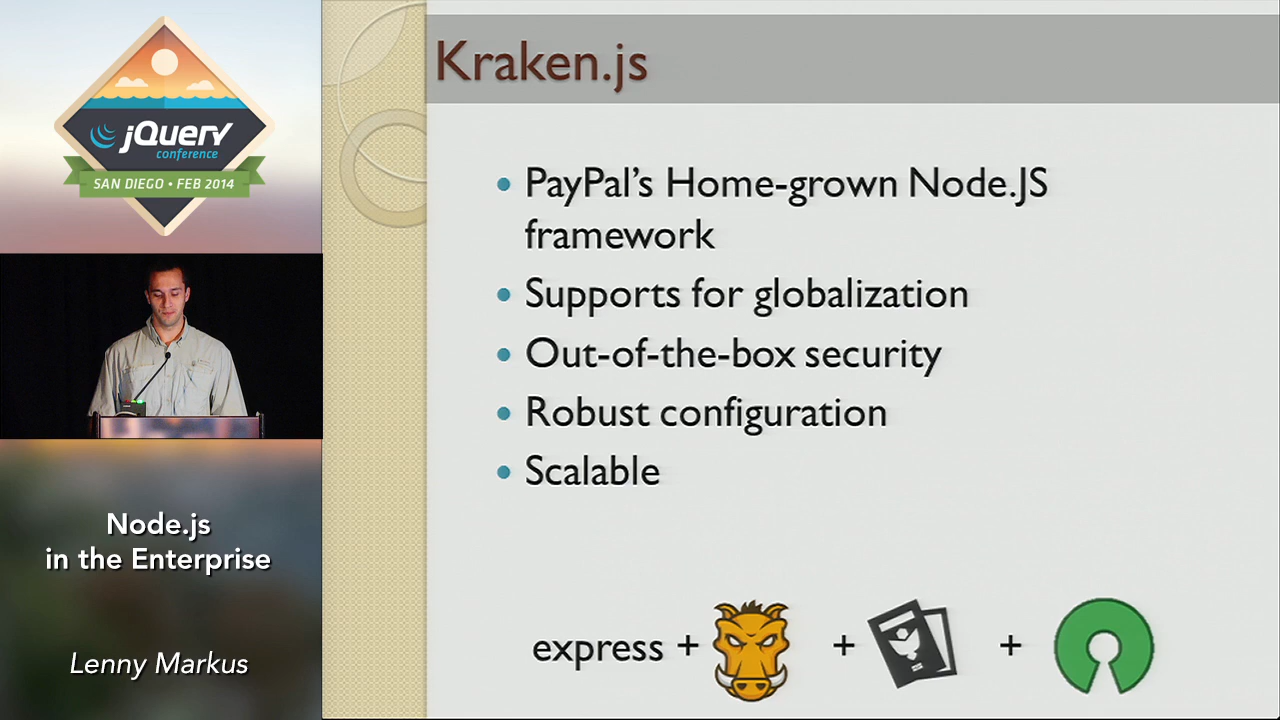 jQuery
conference
SAN DIEGO • FEB 2014
Node.js
in the Enterprise
Lenny Markus
Kraken.js
• PayPal’s Home-grown Node.JS
framework
• Supports for globalization
• Out-of-the-box security
• Robust configuration
• Scalable
express + + +